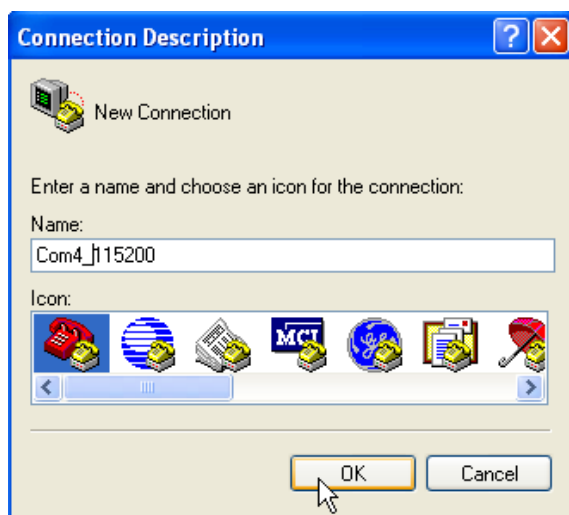 Connection Description
New Connection
Enter a name and choose an icon for the connection:
Name:
Com4_115200
Icon:
MCI
OK
Cancel